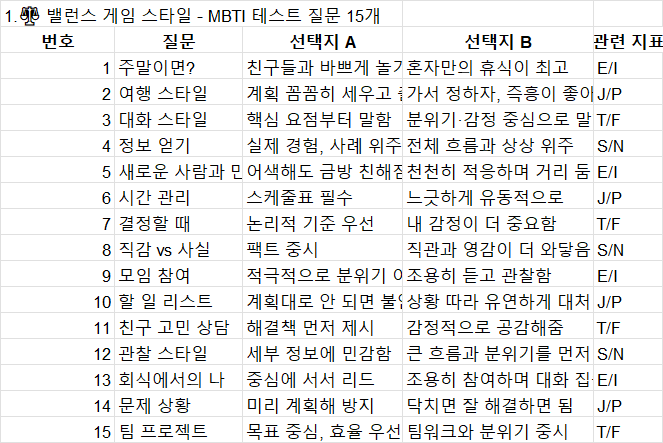 1.⚖️ 밸런스 게임 스타일 - MBTI 테스트 질문 15개
번호 질문 선택지 A 선택지 B 관련 지표
1 주말이면? 친구들과 바쁘게 놀기 혼자만의 휴식이 최고 E/I
2 여행 스타일 계획 꼼꼼히 세우고 가서 정하자, 즉흥이 좋아 J/P
3 대화 스타일 핵심 요점부터 말함 분위기·감정 중심으로 말 T/F
4 정보 얻기 실제 경험, 사례 위주 전체 흐름과 상상 위주 S/N
5 새로운 사람과 어색해도 금방 친해짐 천천히 적응하며 거리 둠 E/I
6 시간 관리 스케줄표 필수 느긋하게 유동적으로 J/P
7 결정할 때 논리적 기준 우선 내 감정이 더 중요함 T/F
8 직감 vs 사실 팩트 중시 직관과 영감이 더 와닿음 S/N
9 모임 참여 적극적으로 분위기 조용히 듣고 관찰함 E/I
10 할 일 리스트 계획대로 안 되면 상황 따라 유연하게 대처 J/P
11 친구 고민 상담 해결책 먼저 제시 감정적으로 공감해줌 T/F
12 관찰 스타일 세부 정보에 민감함 큰 흐름과 분위기를 먼저 S/N
13 회식에서의 나 중심에 서서 리드 조용히 참여하며 대화 집 E/I
14 문제 상황 미리 계획해 방지 닥치면 잘 해결하면 됨 J/P
15 팀 프로젝트 목표 중심, 효율 우선 팀워크와 분위기 중시 T/F